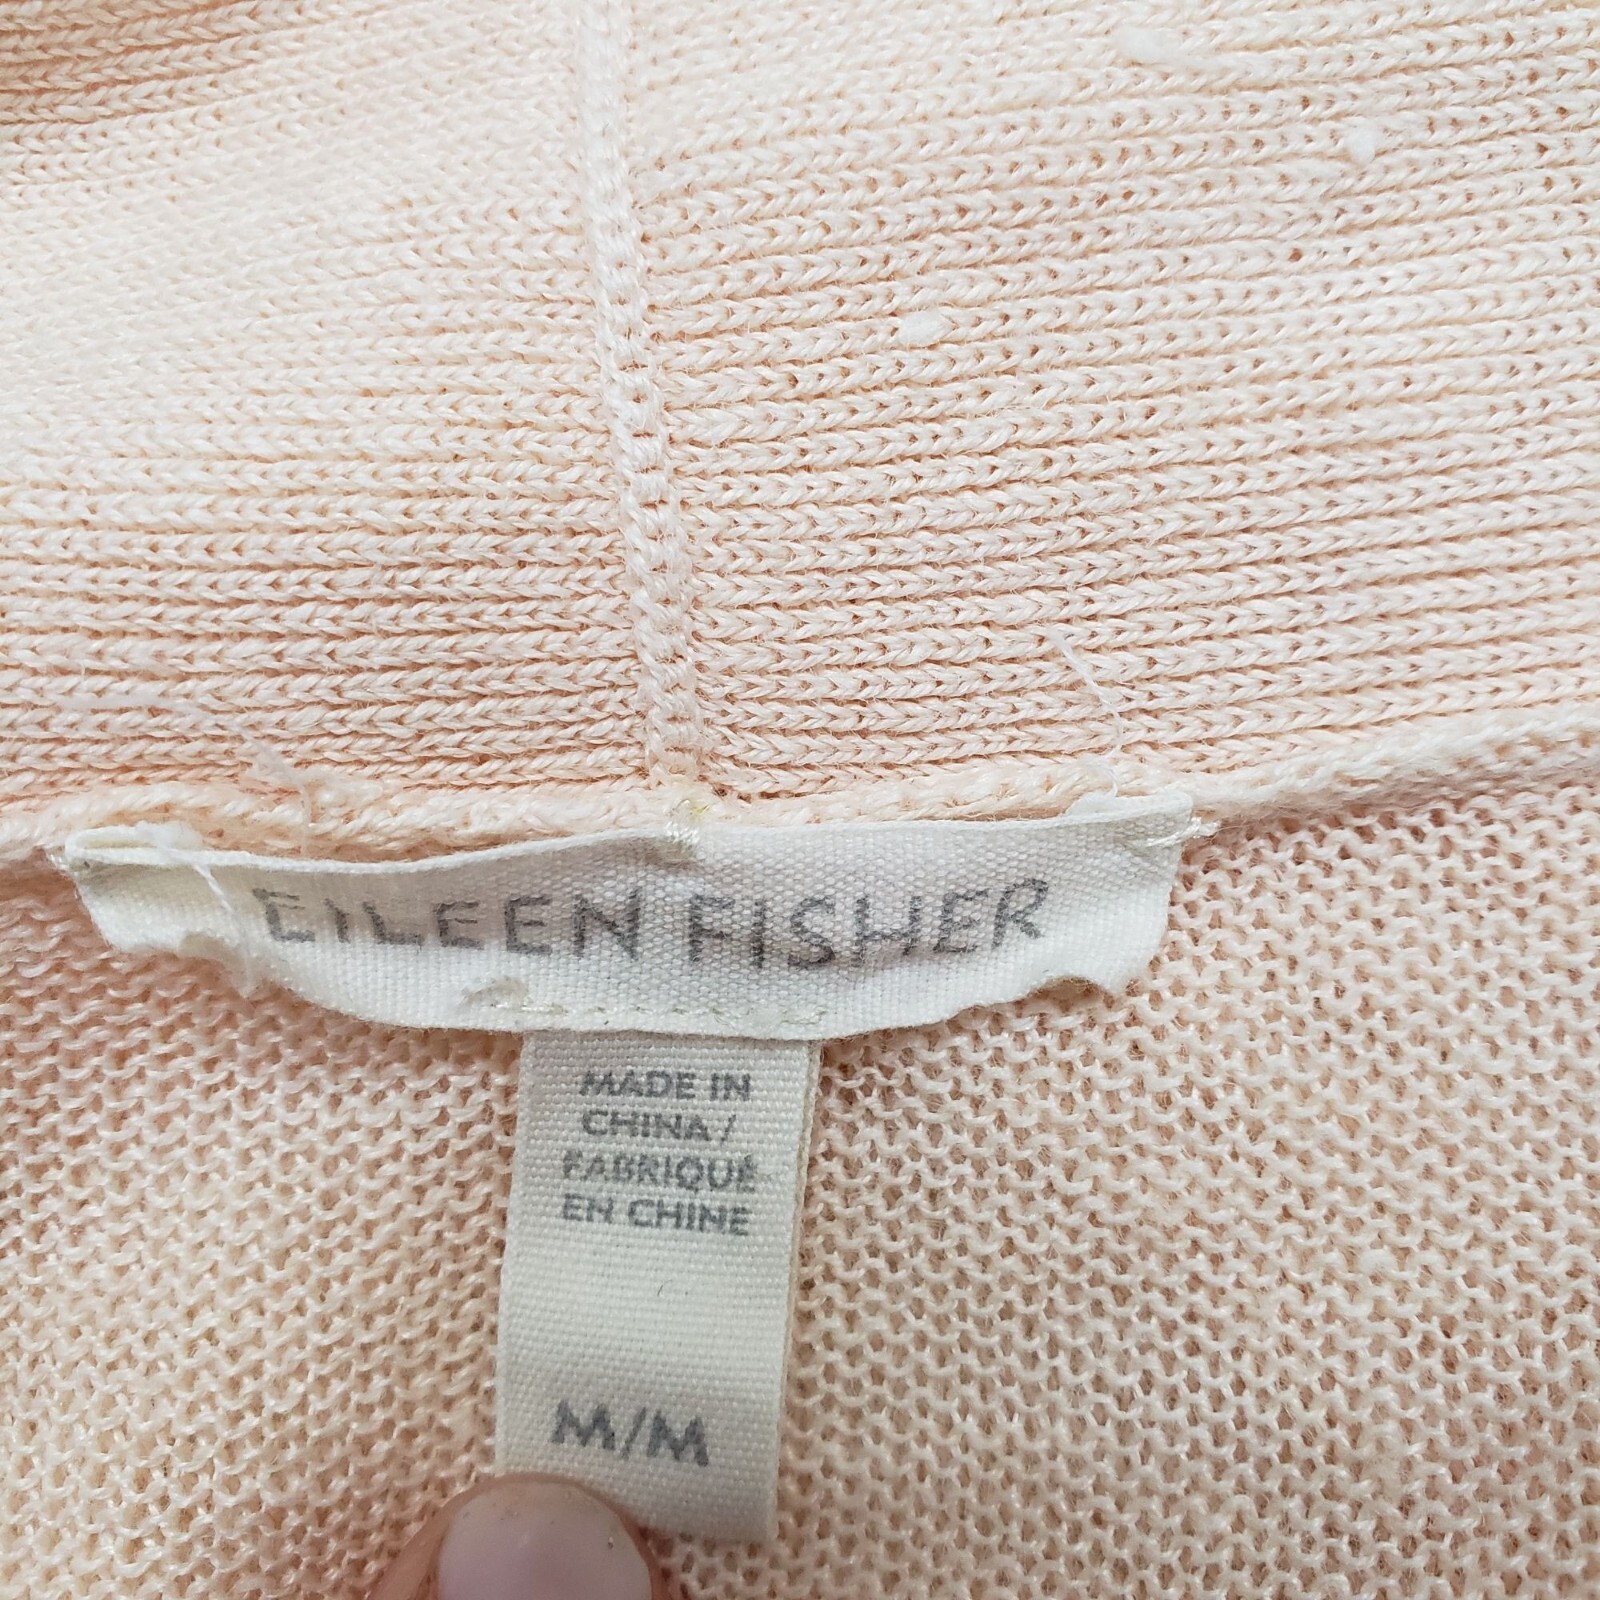 EILEEN FISHER
MADE IN
CHINA/
FABRIQUÉ
EN CHINE
M/M